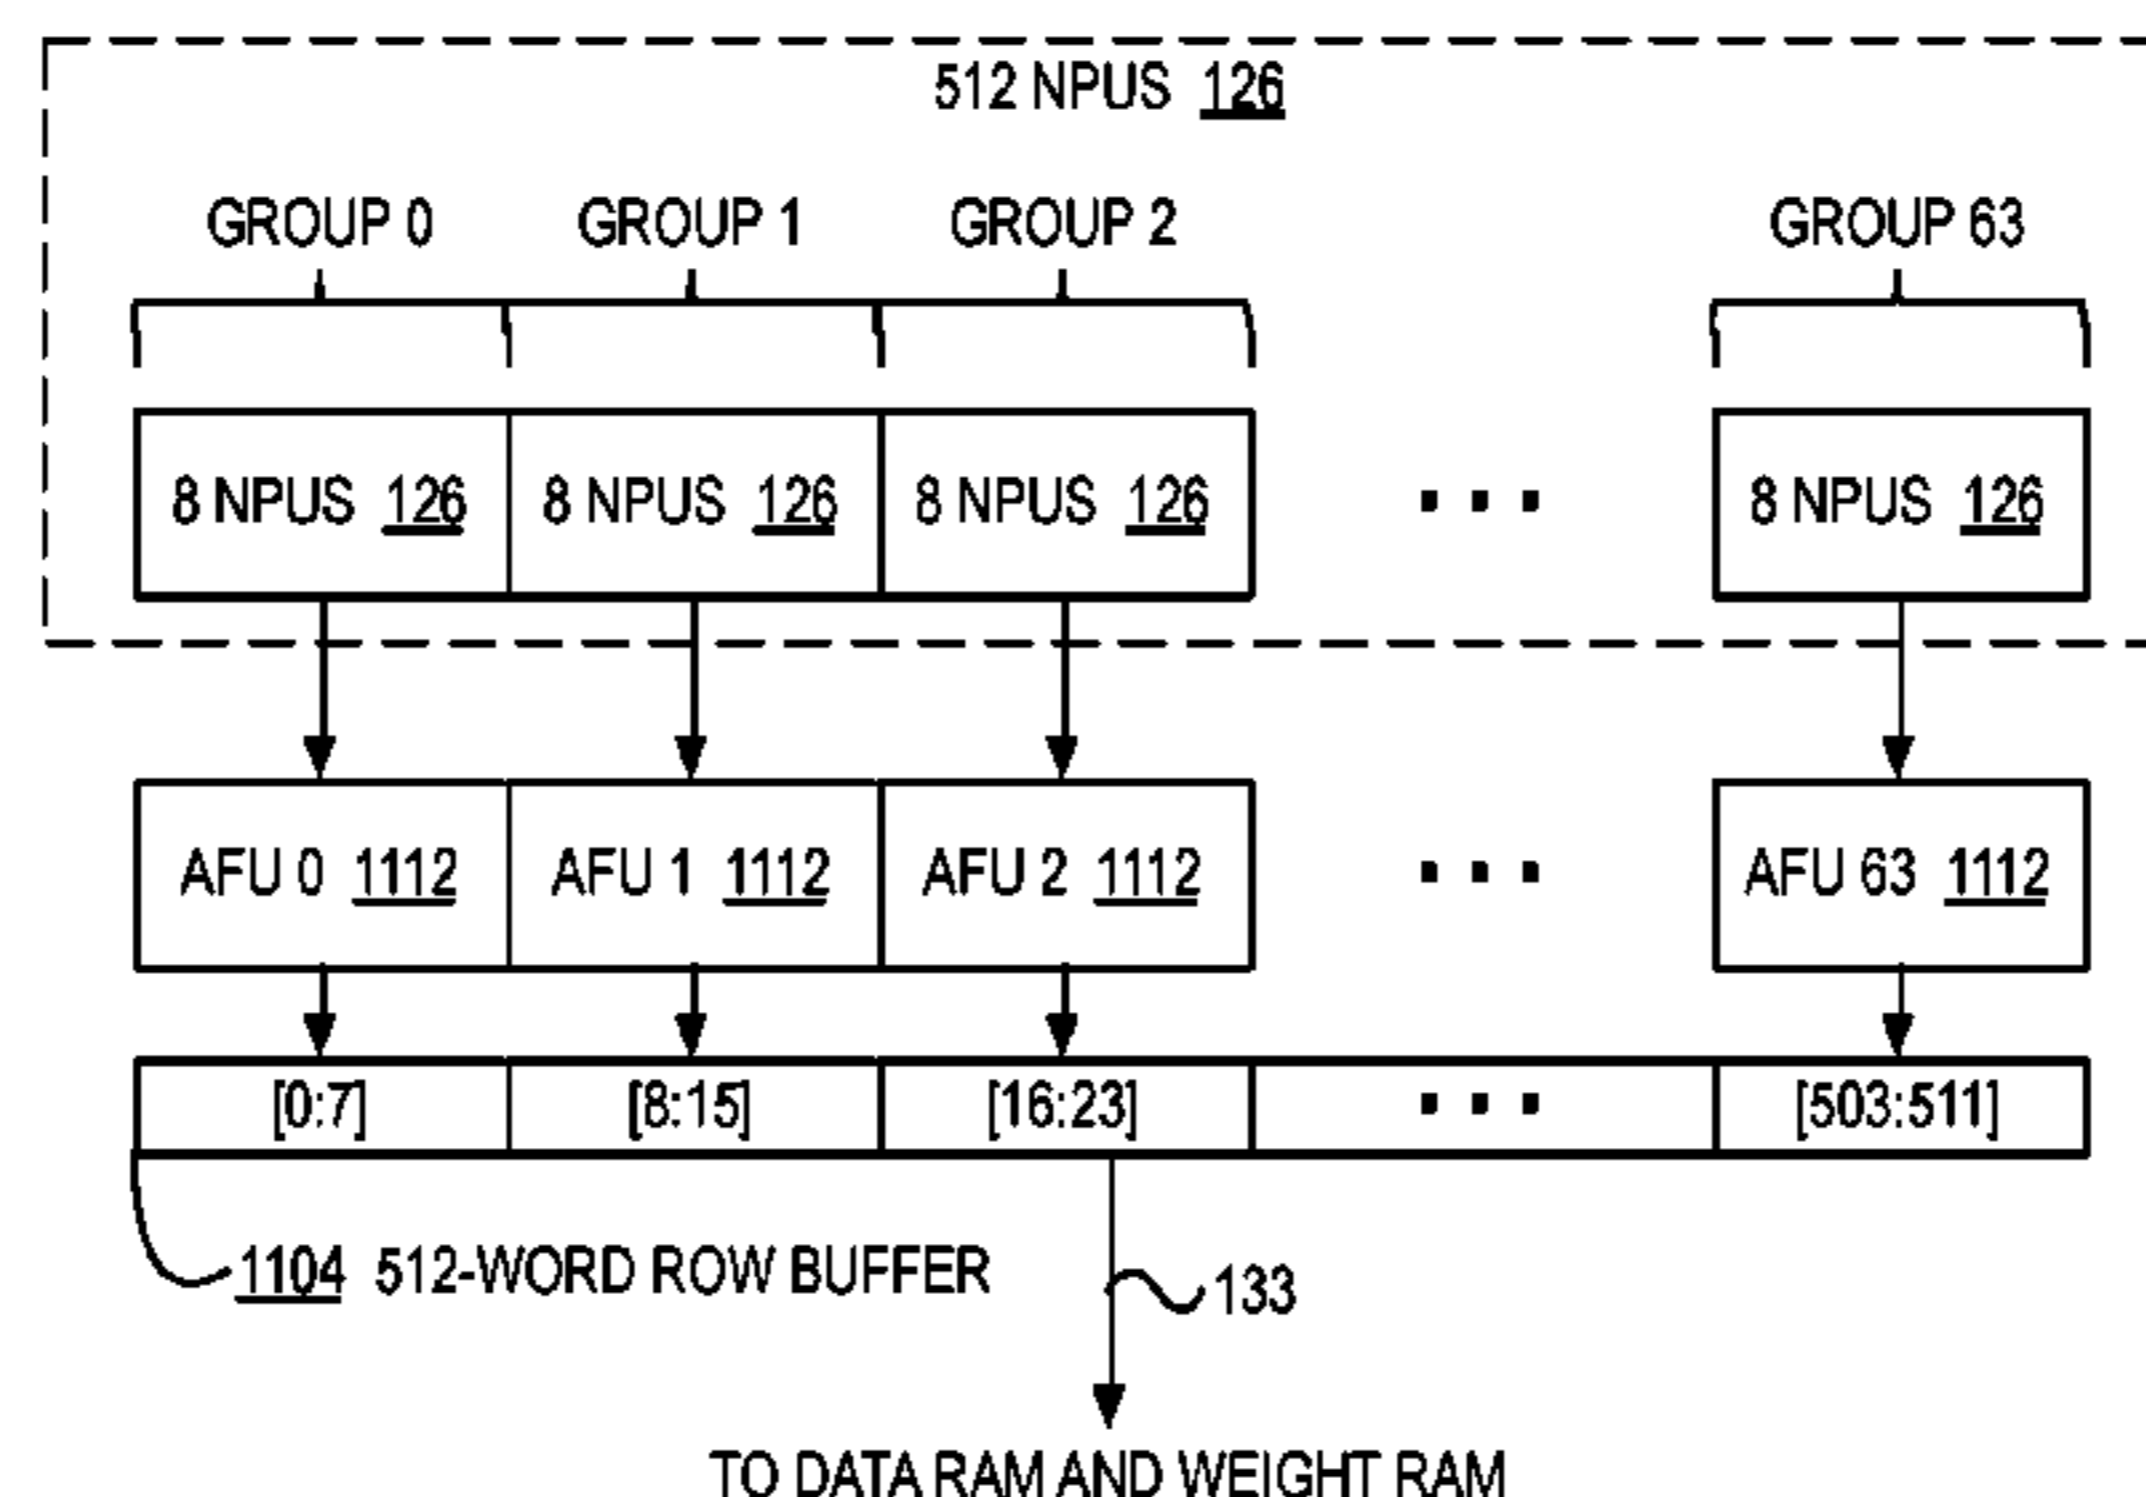 512 NPUS 126
GROUP 0 GROUP 1 GROUP 2 GROUP 63
8 NPUS 126 8 NPUS 126 8 NPUS 126 ... 8 NPUS 126
AFU 0 1112 AFU 1 1112 AFU 2 1112 ... AFU 63 1112
[0:7] [8:15] [16:23] ... [503:511]
1104 512-WORD ROW BUFFER
133
TO DATA RAM AND WEIGHT RAM